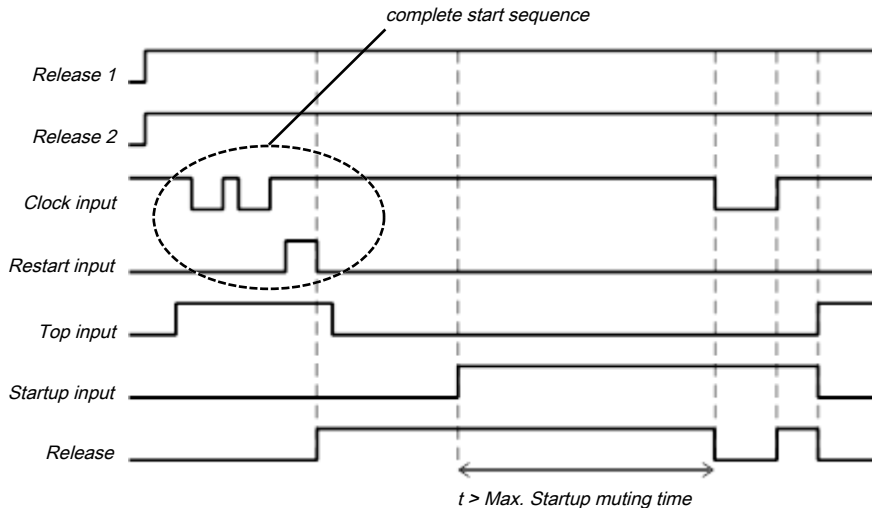 complete start sequence
Release 1
Release 2
Clock input
Restart input
Top input
Startup input
Release
t > Max. Startup muting time